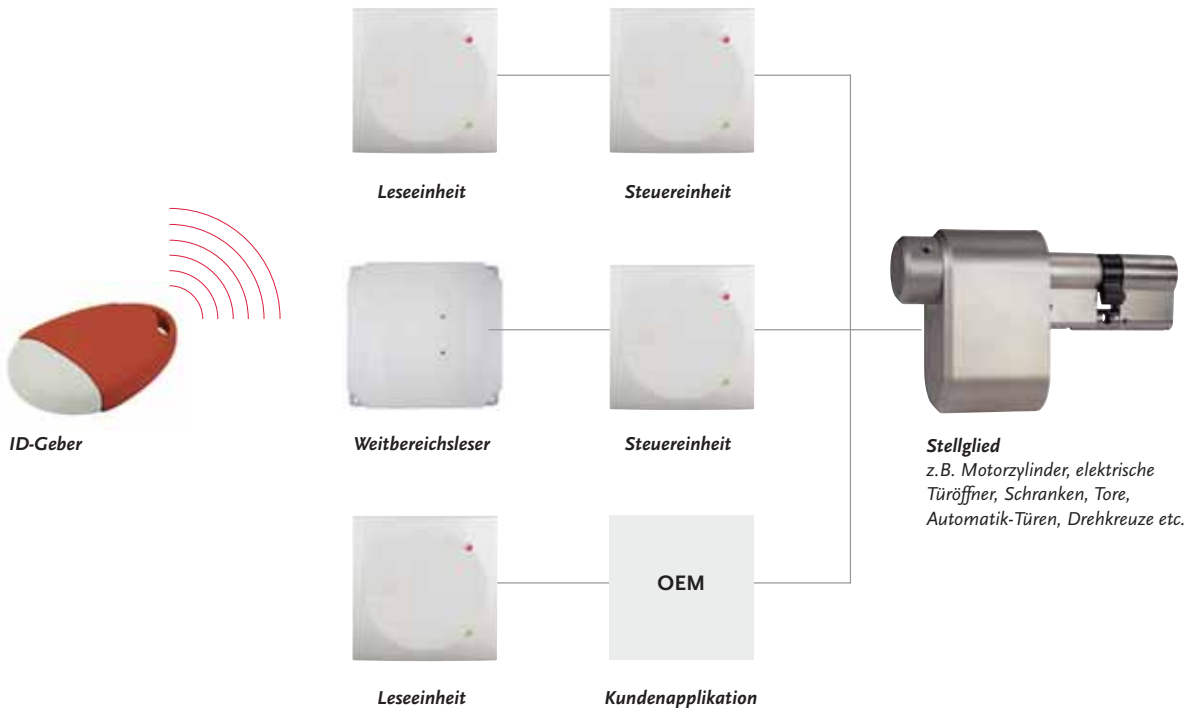 Leseeinheit
Steuereinheit
ID-Geber
Weitbereichsleser
Steuereinheit
Stellglied
z.B. Motorzylinder, elektrische
Türöffner, Schranken, Tore,
Automatik-Türen, Drehkreuze etc.
OEM
Leseeinheit
Kundenapplikation